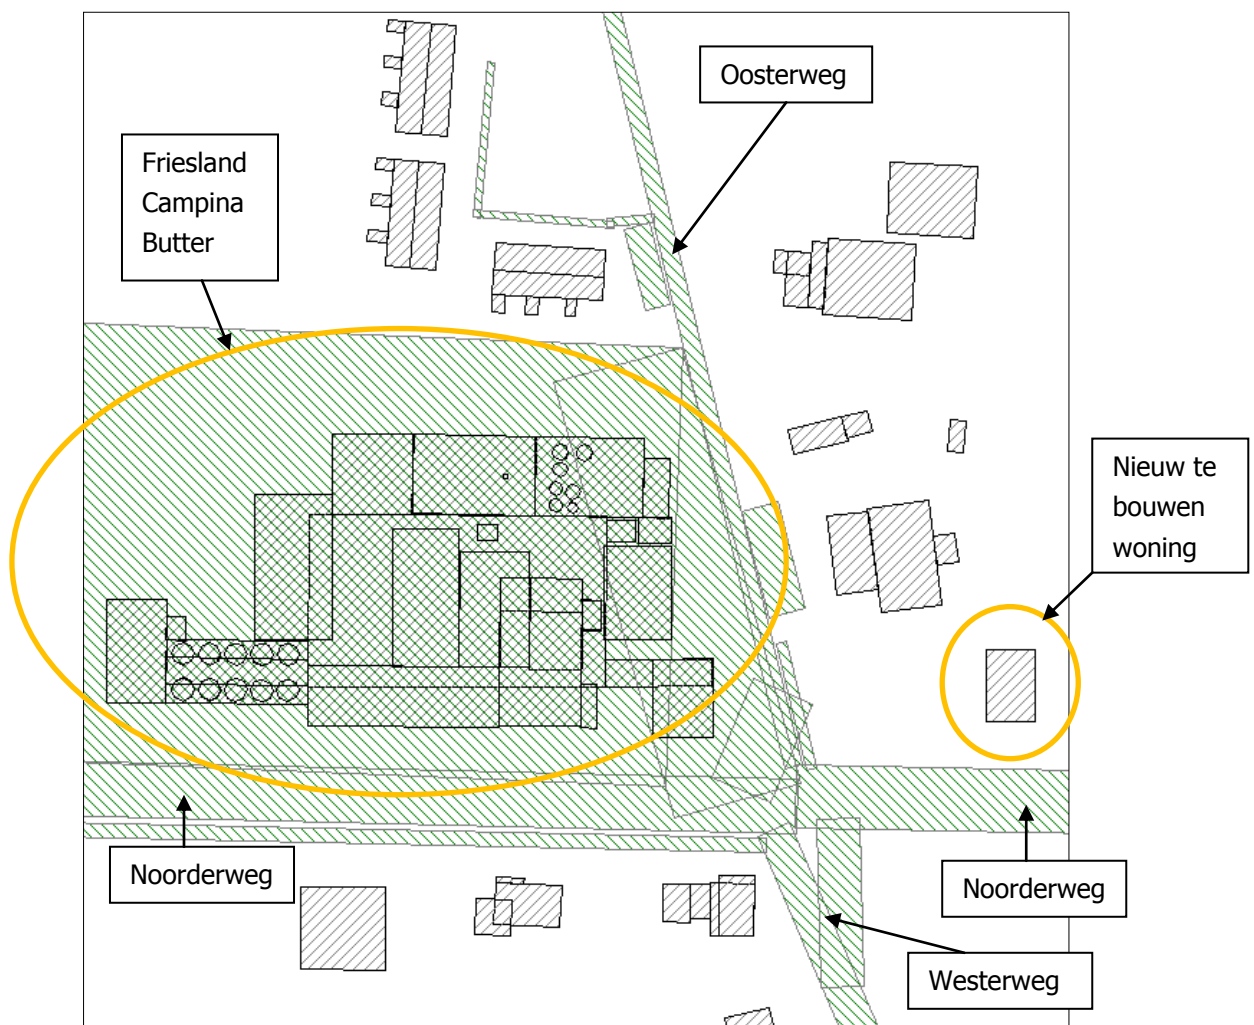 Oosterweg
Friesland
Campina
Butter
Nieuw te
bouwen
woning
Noorderweg
Noorderweg
Westerweg